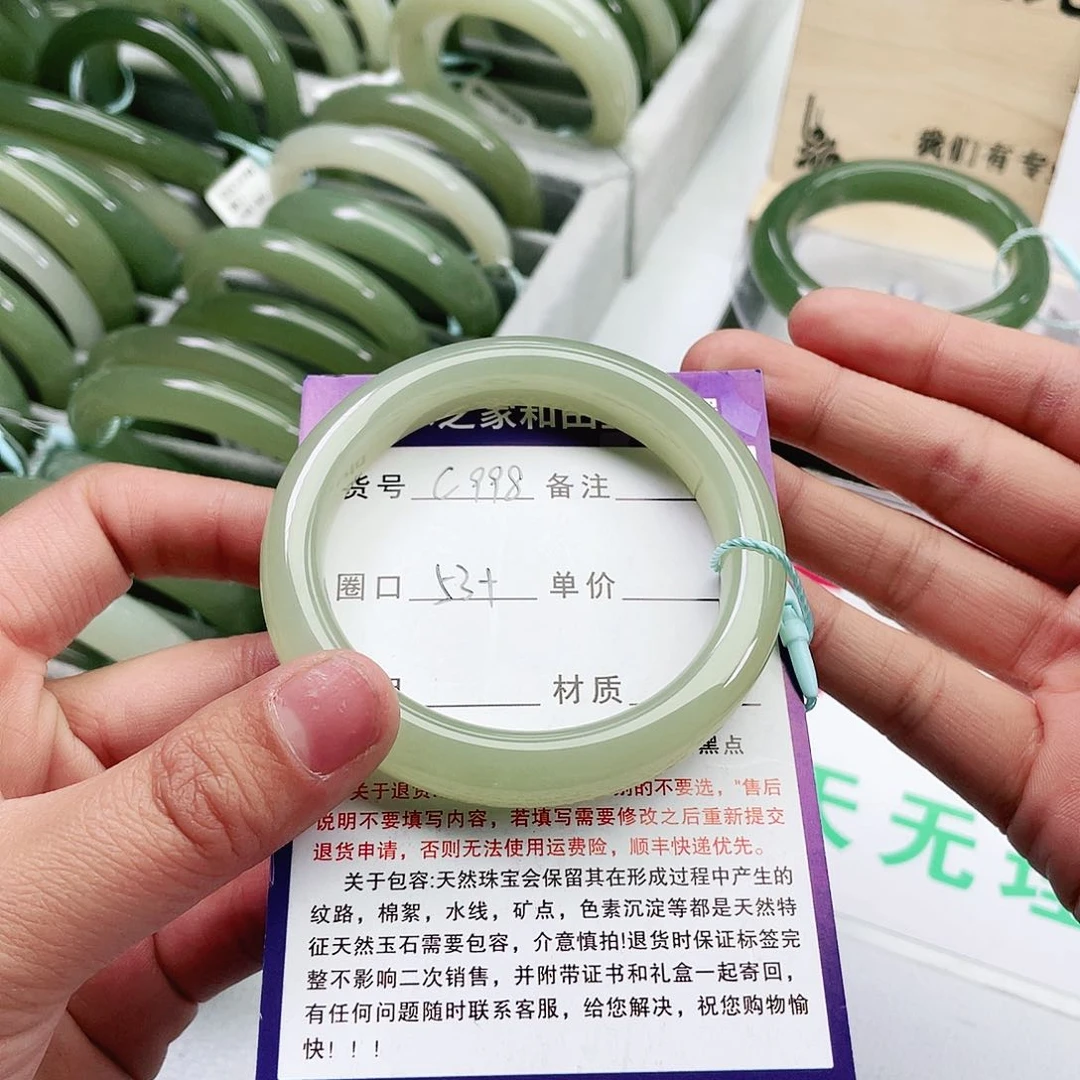 我们有专
之家和田
货号 C998 备注
圈口 53+ 单价
材质
黑点
关于退货 别的不要选，"售后
说明不要填写内容，若填写需要修改之后重新提交
退货申请，否则无法使用运费险，顺丰快递优先。
关于包容:天然珠宝会保留其在形成过程中产生的
纹路，棉絮，水线，矿点，色素沉淀等都是天然特
征天然玉石需要包容，介意慎拍!退货时保证标签完
整不影响二次销售，并附带证书和礼盒一起寄回，
有任何问题随时联系客服，给您解决，祝您购物愉
快！！！
天无理